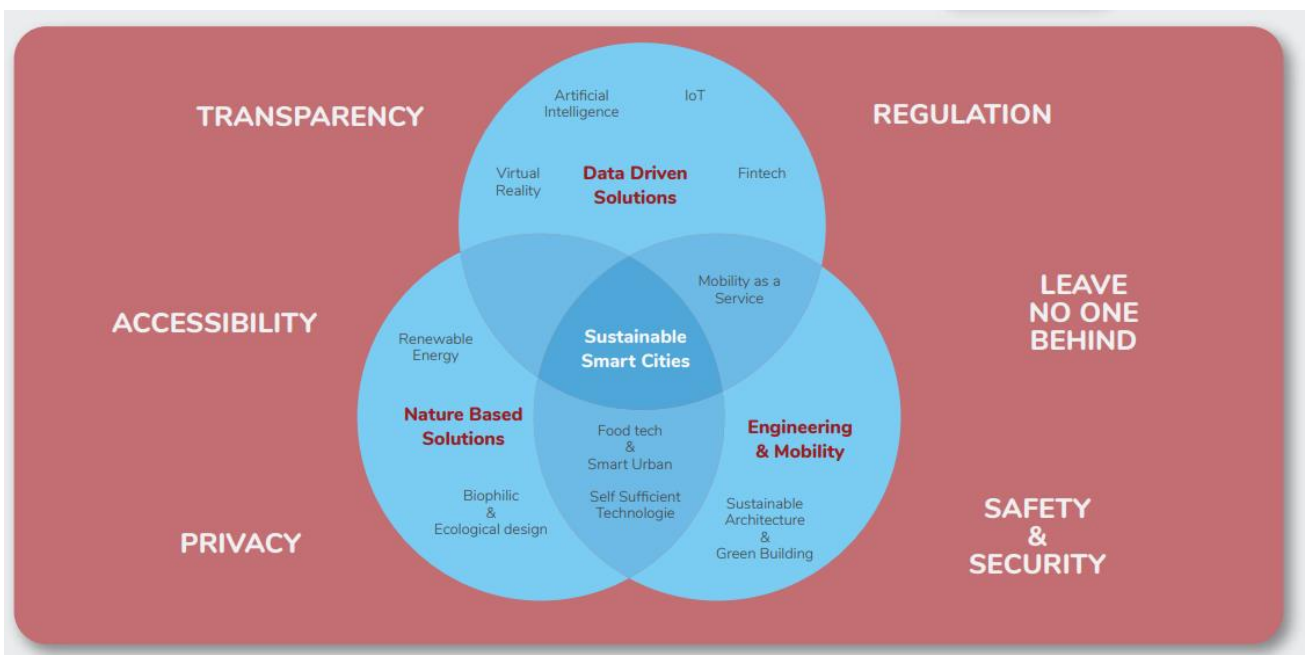 TRANSPARENCY
REGULATION
ACCESSIBILITY
LEAVE
NO ONE
BEHIND
PRIVACY
SAFETY
&
SECURITY
Artificial
Intelligence
IoT
Virtual
Reality
Data Driven
Solutions
Fintech
Mobility as a
Service
Sustainable
Smart Cities
Renewable
Energy
Nature Based
Solutions
Biophilic
&
Ecological design
Food tech
&
Smart Urban
Self Sufficient
Technologie
Engineering
& Mobility
Sustainable
Architecture
&
Green Building